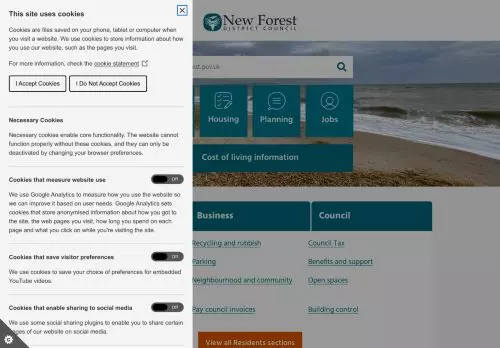 This site uses cookies
Cookies are files saved on your phone, tablet or computer when
you visit a website. We use cookies to store information about how
you use our website, such as the pages you visit.
For more information, check the cookie statement
I Accept Cookies
I Do Not Accept Cookies
Necessary Cookies
Necessary cookies enable core functionality. The website cannot
function properly without these cookies, and they can only be
deactivated by changing your browser preferences.
Cookies that measure website use
Off
We use Google Analytics to measure how you use the website so
we can improve it based on user needs. Google Analytics sets
cookies that store anonymised information about how you got to
the site, the web pages you visit, how long you spend on each
page and what you click on while you're visiting the site.
Cookies that save visitor preferences
Off
We use cookies to save your choice of preferences for embedded
YouTube videos.
Cookies that enable sharing to social media
Off
We use some social sharing plugins to enable you to share certain
pages of our website on social media.
New Forest
DISTRICT COUNCIL
st.gov.uk
Housing
Planning
Jobs
Cost of living information
Business
Council
Recycling and rubbish
Council Tax
Parking
Benefits and support
Neighbourhood and community
Open spaces
Pay council invoices
Building control
View all Residents sections